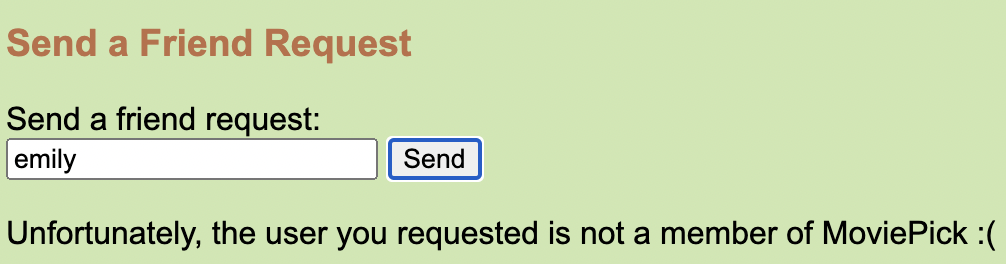 Send a Friend Request
Send a friend request:
emily Send
Unfortunately, the user you requested is not a member of MoviePick :(